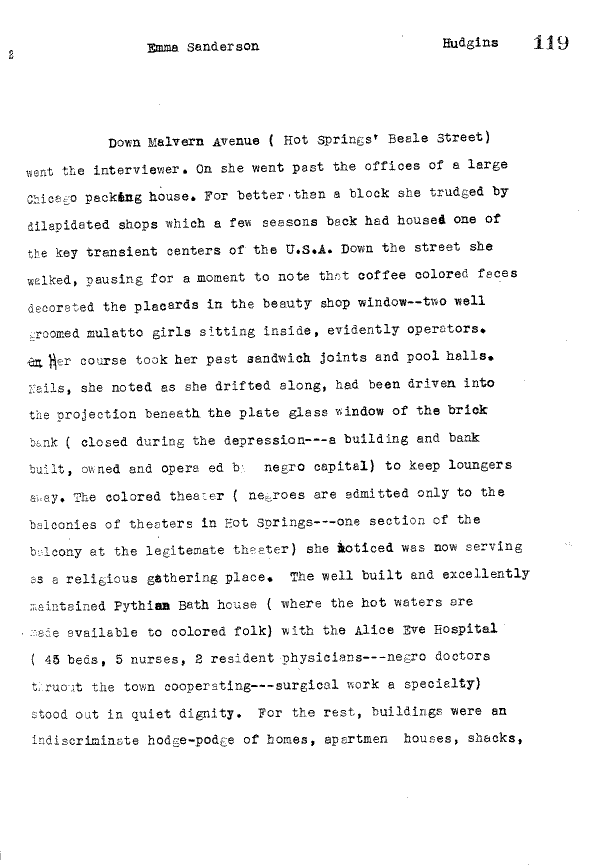 Emma Sanderson Hudgins 119
2
Down Malvern Avenue ( Hot Springs' Beale Street)
went the interviewer. On she went past the offices of a large
Chicago packing house. For better than a block she trudged by
dilapidated shops which a few seasons back had housed one of
the key transient centers of the U.S.A. Down the street she
walked, pausing for a moment to note that coffee colored faces
decorated the placards in the beauty shop window--two well
groomed mulatto girls sitting inside, evidently operators.
Her course took her past sandwich joints and pool halls.
Nails, she noted as she drifted along, had been driven into
the projection beneath the plate glass window of the brick
bank ( closed during the depression---a building and bank
built, owned and opera ed by negro capital) to keep loungers
away. The colored theater ( negroes are admitted only to the
balconies of theaters in Hot Springs---one section of the
balcony at the legitemate theater) she noticed was now serving
as a religious gathering place. The well built and excellently
maintained Pythian Bath house ( where the hot waters are
made available to colored folk) with the Alice Eve Hospital
( 45 beds, 5 nurses, 2 resident physicians---negro doctors
thruout the town cooperating---surgical work a specialty)
stood out in quiet dignity. For the rest, buildings were an
indiscriminate hodge-podge of homes, apartmen houses, shacks,